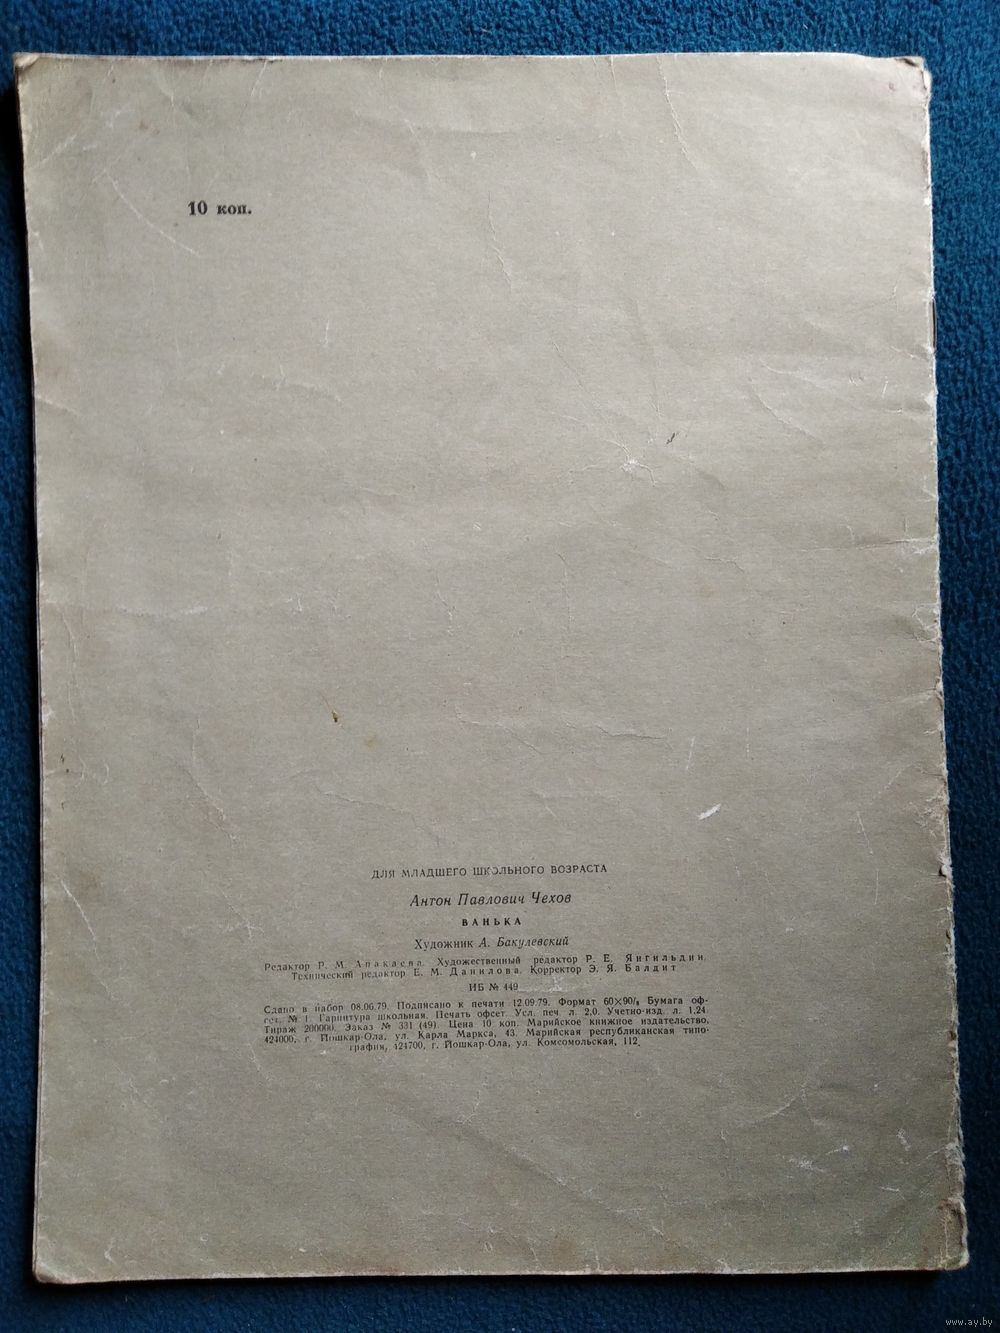 10 коп.
ДЛЯ МЛАДШЕГО ШКОЛЬНОГО ВОЗРАСТА
Антон Павлович Чехов
ВАНЬКА
Художник А. Бакулевский
Редактор Р. М. Апакаева. Художественный редактор Р. Е. Янгильдин.
Технический редактор Е. М. Данилова. Корректор Э. Я. Балдит
ИБ № 449
Сдано в набор 08.06.79. Подписано к печати 12.09.79. Формат 60×90/8 Бумага оф-
сет. № 1. Гарнитура школьная. Печать офсет. Усл. печ л. 2,0. Учетно-изд. л. 1,24.
Тираж 200000. Заказ № 331 (49). Цена 10 коп. Марийское книжное издательство,
424000, г. Йошкар-Ола, ул. Карла Маркса, 43. Марийская республиканская типо-
графия, 424700, г. Йошкар-Ола, ул. Комсомольская, 112.
www.ay.by